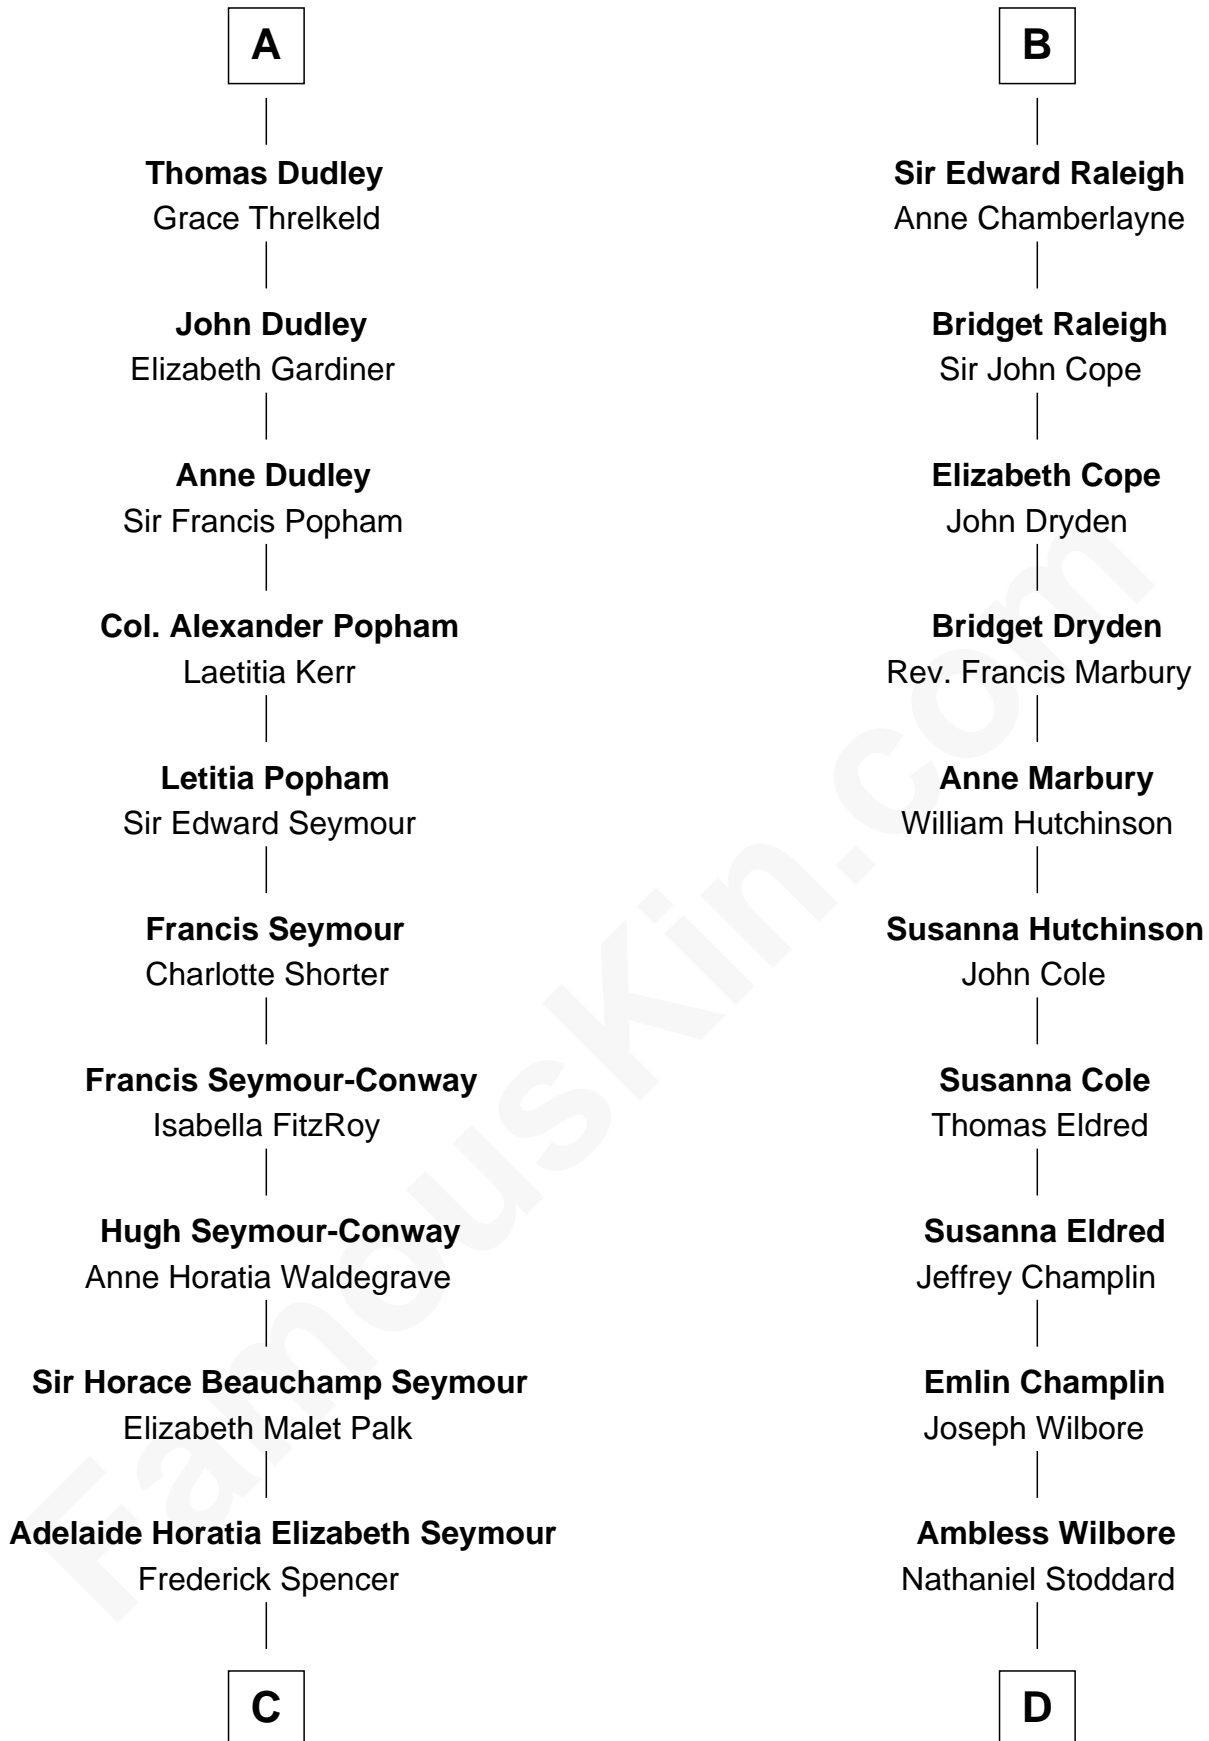 A
Thomas Dudley
Grace Threlkeld
John Dudley
Elizabeth Gardiner
Anne Dudley
Sir Francis Popham
Col. Alexander Popham
Laetitia Kerr
Letitia Popham
Sir Edward Seymour
Francis Seymour
Charlotte Shorter
Francis Seymour-Conway
Isabella FitzRoy
Hugh Seymour-Conway
Anne Horatia Waldegrave
Sir Horace Beauchamp Seymour
Elizabeth Malet Palk
Adelaide Horatia Elizabeth Seymour
Frederick Spencer
C
B
Sir Edward Raleigh
Anne Chamberlayne
Bridget Raleigh
Sir John Cope
Elizabeth Cope
John Dryden
Bridget Dryden
Rev. Francis Marbury
Anne Marbury
William Hutchinson
Susanna Hutchinson
John Cole
Susanna Cole
Thomas Eldred
Susanna Eldred
Jeffrey Champlin
Emlin Champlin
Joseph Wilbore
Ambless Wilbore
Nathaniel Stoddard
D
FamousKin.com